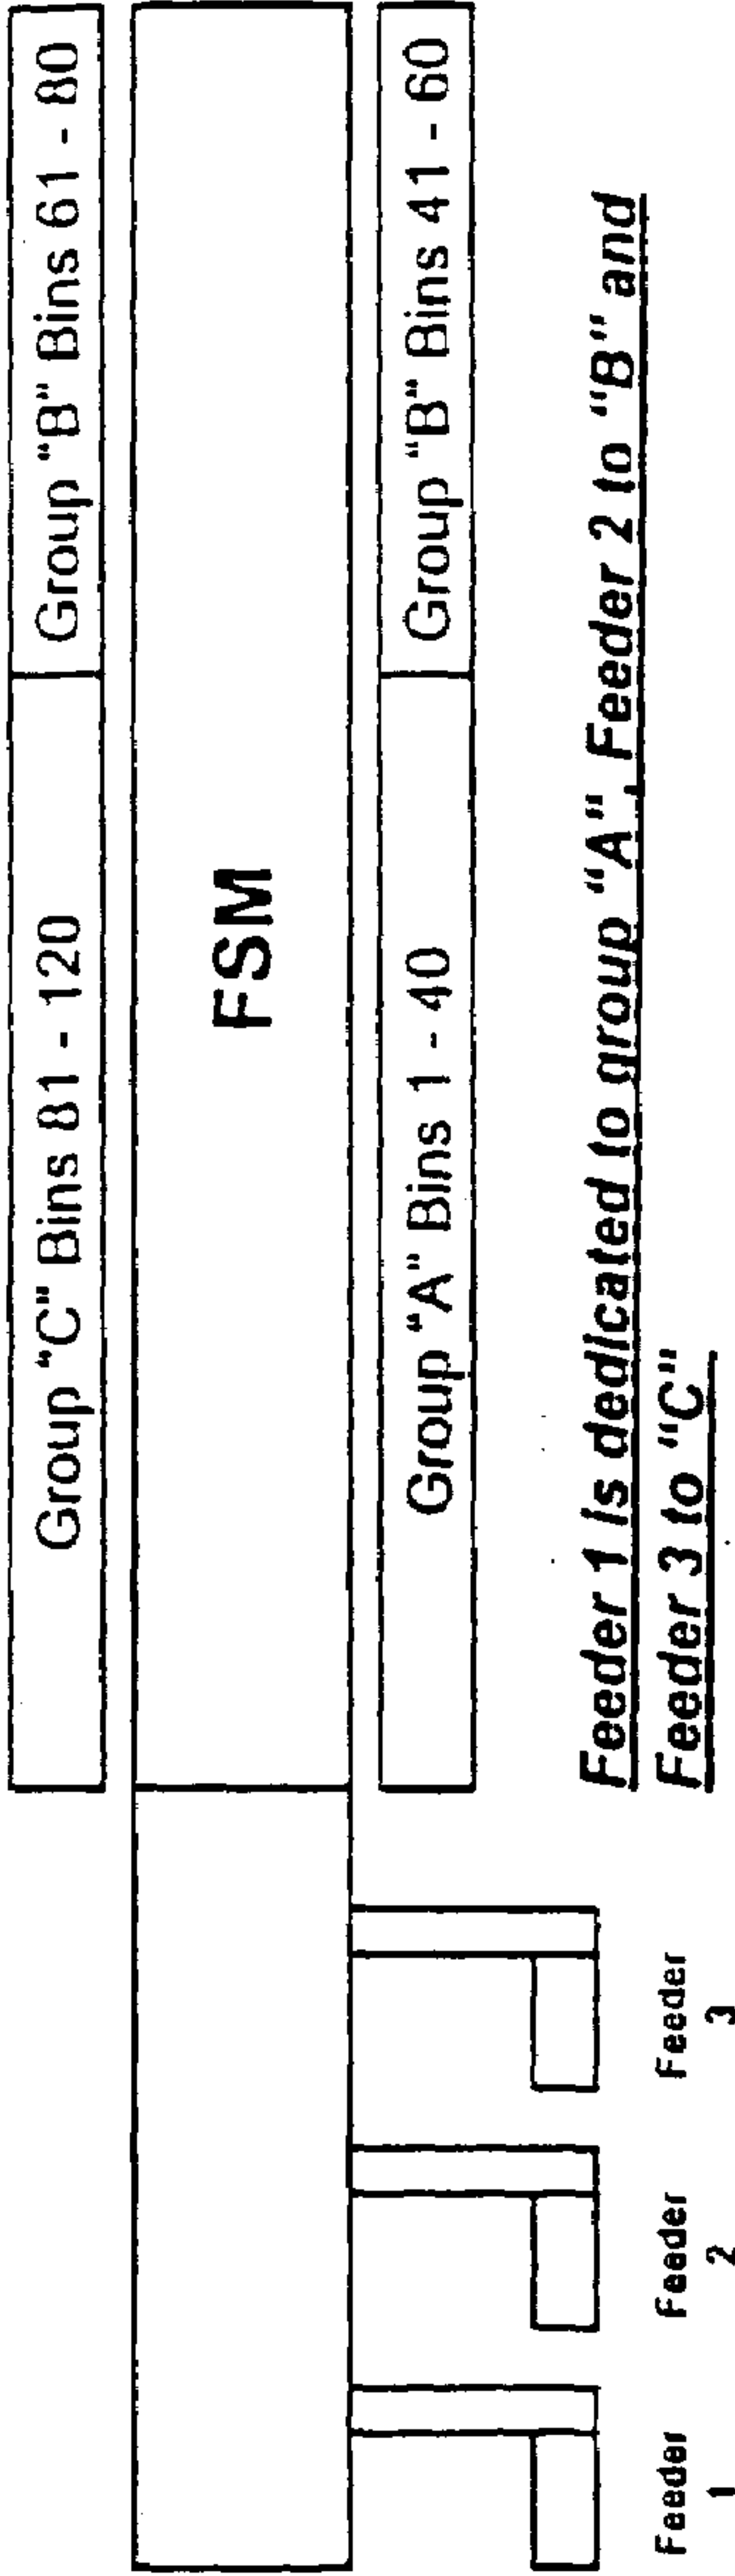 Group "C" Bins 81 - 120
Group "B" Bins 61 - 80
FSM
Group "A" Bins 1 - 40
Group "B" Bins 41 - 60
Feeder 1 is dedicated to group "A", Feeder 2 to "B" and
Feeder 3 to "C"
Feeder
1
Feeder
2
Feeder
3